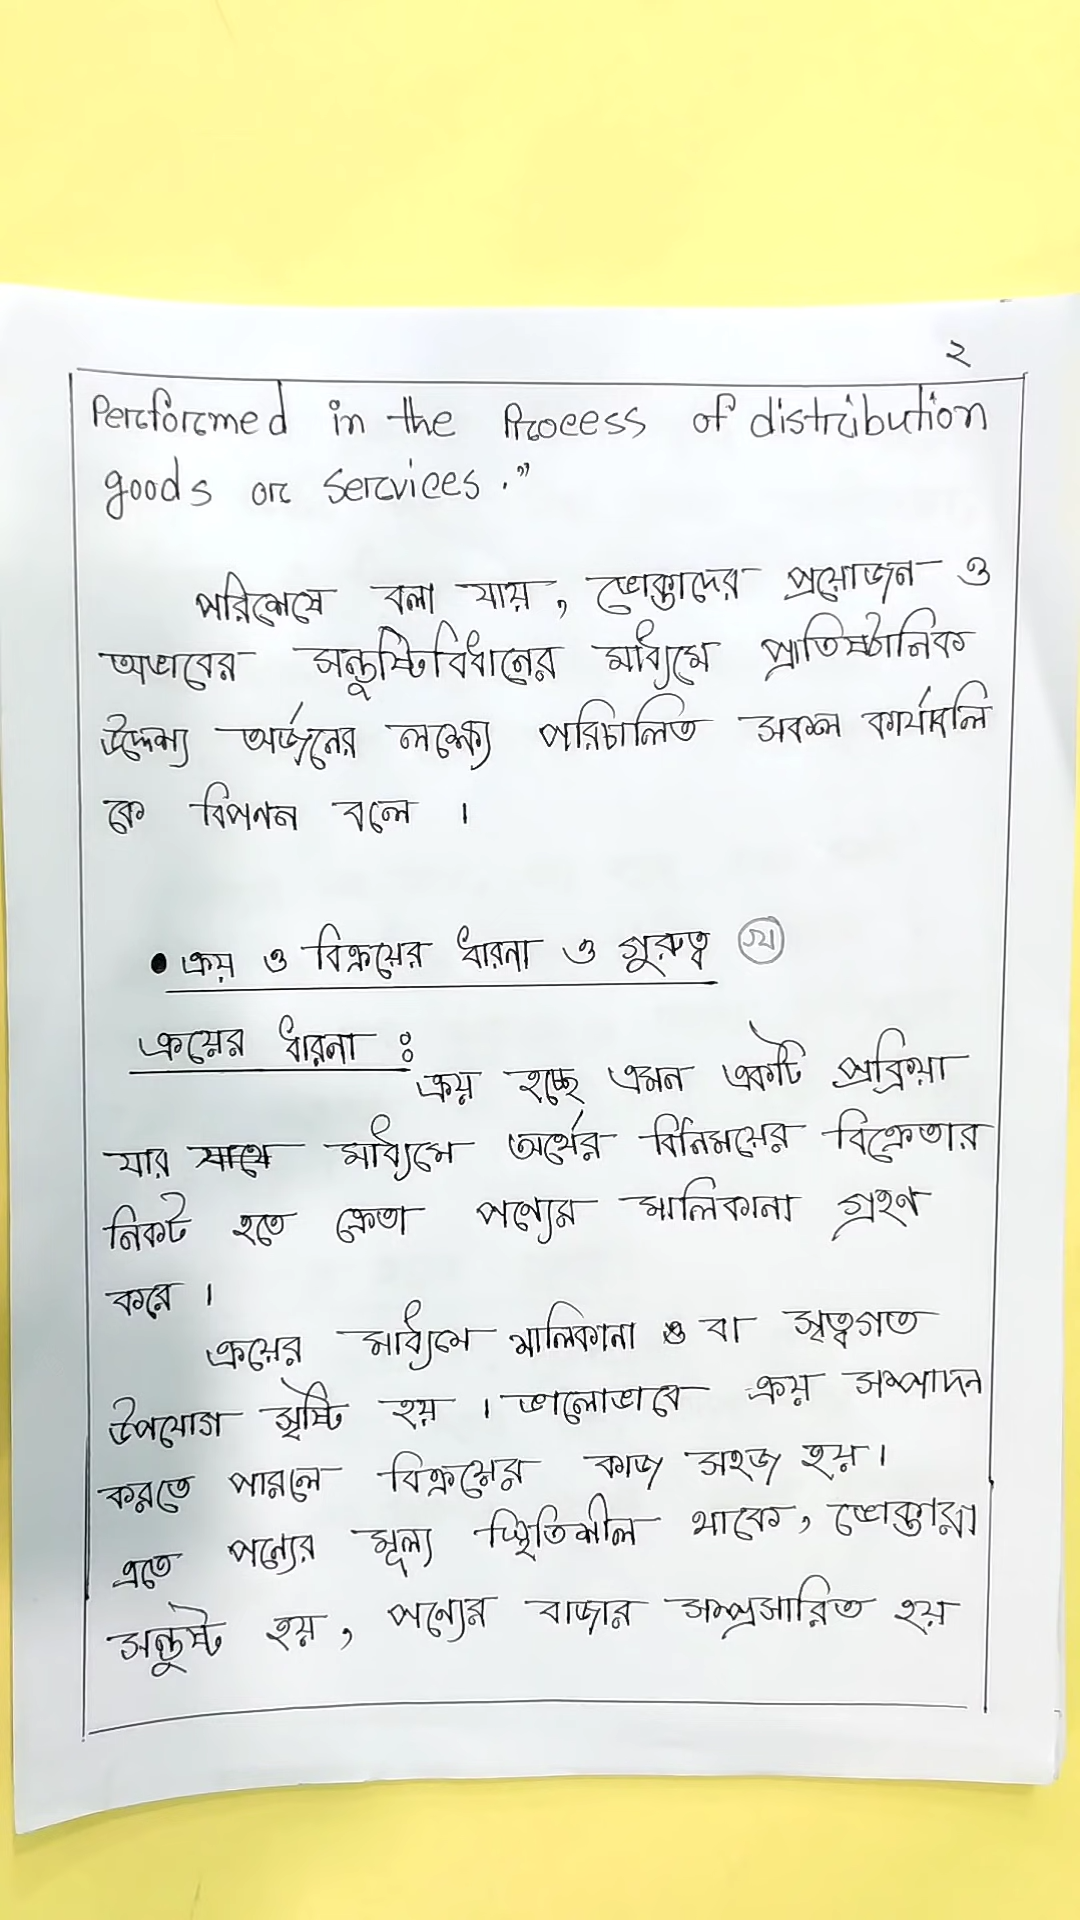 ২
Performed in the Process of distribution
goods or services."
পরিশেষে বলা যায়, ভোক্তাদের প্রয়োজন ও
অভাবের সন্তুষ্টিবিধানের মাধ্যমে প্রাতিষ্টানিক
উদ্দেশ্য অর্জনের লক্ষ্যে পরিচালিত সকল কার্যাবলি
কে বিপনন বলে ।
• ক্রয় ও বিক্রয়ের ধারনা ও গুরুত্ব
ক্রয়ের ধারনা :
ক্রয় হচ্ছে এমন একটি প্রক্রিয়া
যার মাধ্যমে অর্থের বিনিময়ের বিক্রেতার
নিকট হতে ক্রেতা পণ্যের মালিকানা গ্রহণ
করে ।
ক্রয়ের মাধ্যমে মালিকানা বা স্বত্বগত
উপযোগ সৃষ্টি হয় । ভালোভাবে ক্রয় সম্পাদন
করতে পারলে বিক্রয়ের কাজ সহজ হয় ।
এতে পণ্যের মূল্য স্থিতিশীল থাকে, ভোক্তারা
সন্তুষ্ট হয়, পণ্যের বাজার সম্প্রসারিত হয়